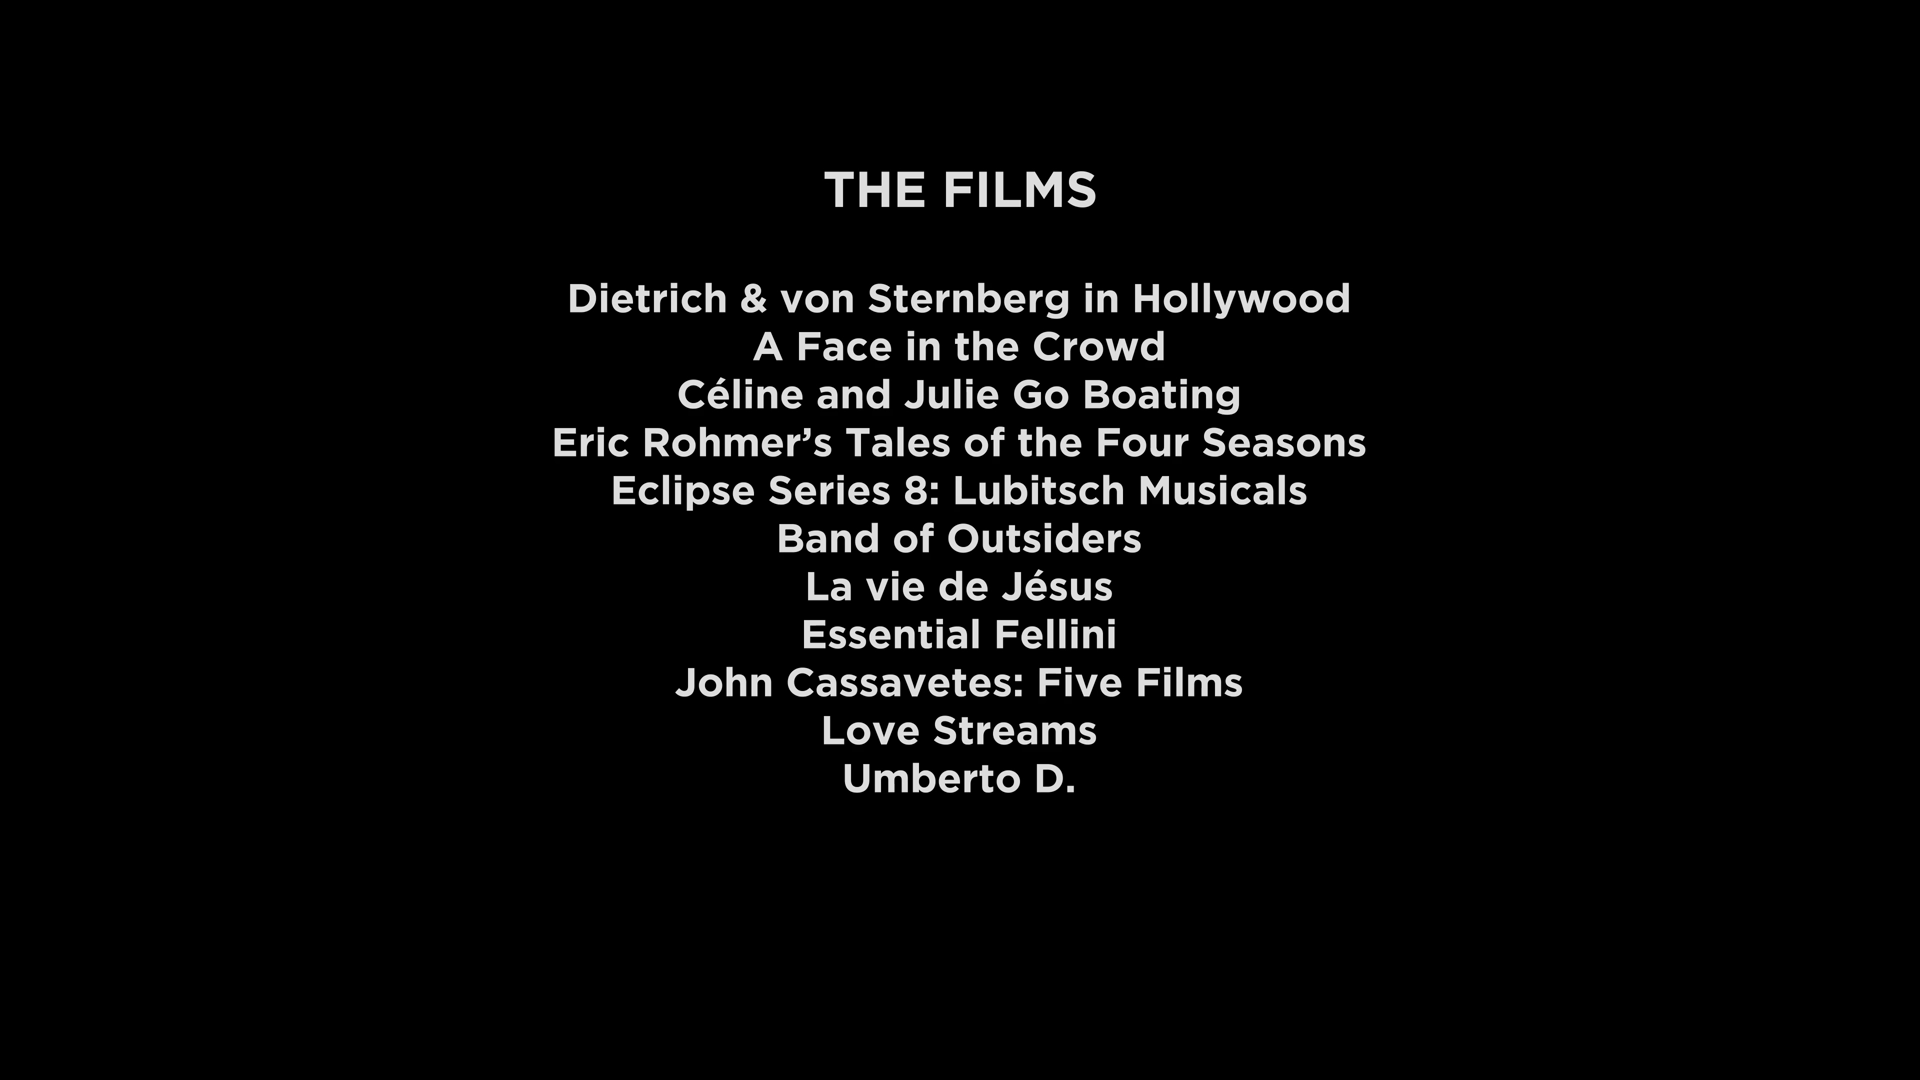 THE FILMS
Dietrich & von Sternberg in Hollywood
A Face in the Crowd
Céline and Julie Go Boating
Eric Rohmer’s Tales of the Four Seasons
Eclipse Series 8: Lubitsch Musicals
Band of Outsiders
La vie de Jésus
Essential Fellini
John Cassavetes: Five Films
Love Streams
Umberto D.